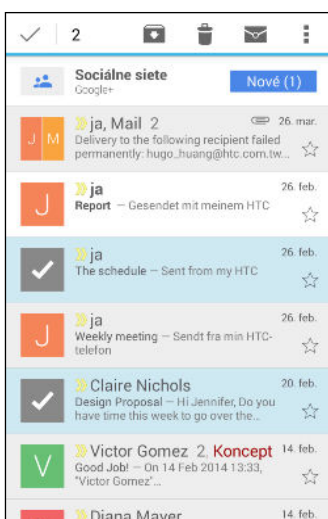 2
Sociálne siete
Google+
Nové (1)
J M
ja, Mail 2
26. mar.
Delivery to the following recipient failed
permanently: hugo_huang@htc.com.tw...
J
ja
26. feb.
Report – Gesendet mit meinem HTC
ja
26. feb.
The schedule – Sent from my HTC
J
ja
26. feb.
Weekly meeting – Sendt fra min HTC-
telefon
Claire Nichols
20. feb.
Design Proposal – Hi Jennifer, Do you
have time this week to go over the...
V
Victor Gomez 2, Koncept
14. feb.
Good Job! – On 14 Feb 2014 13:33,
"Victor Gomez"...
Diana Mayer
14. feb.